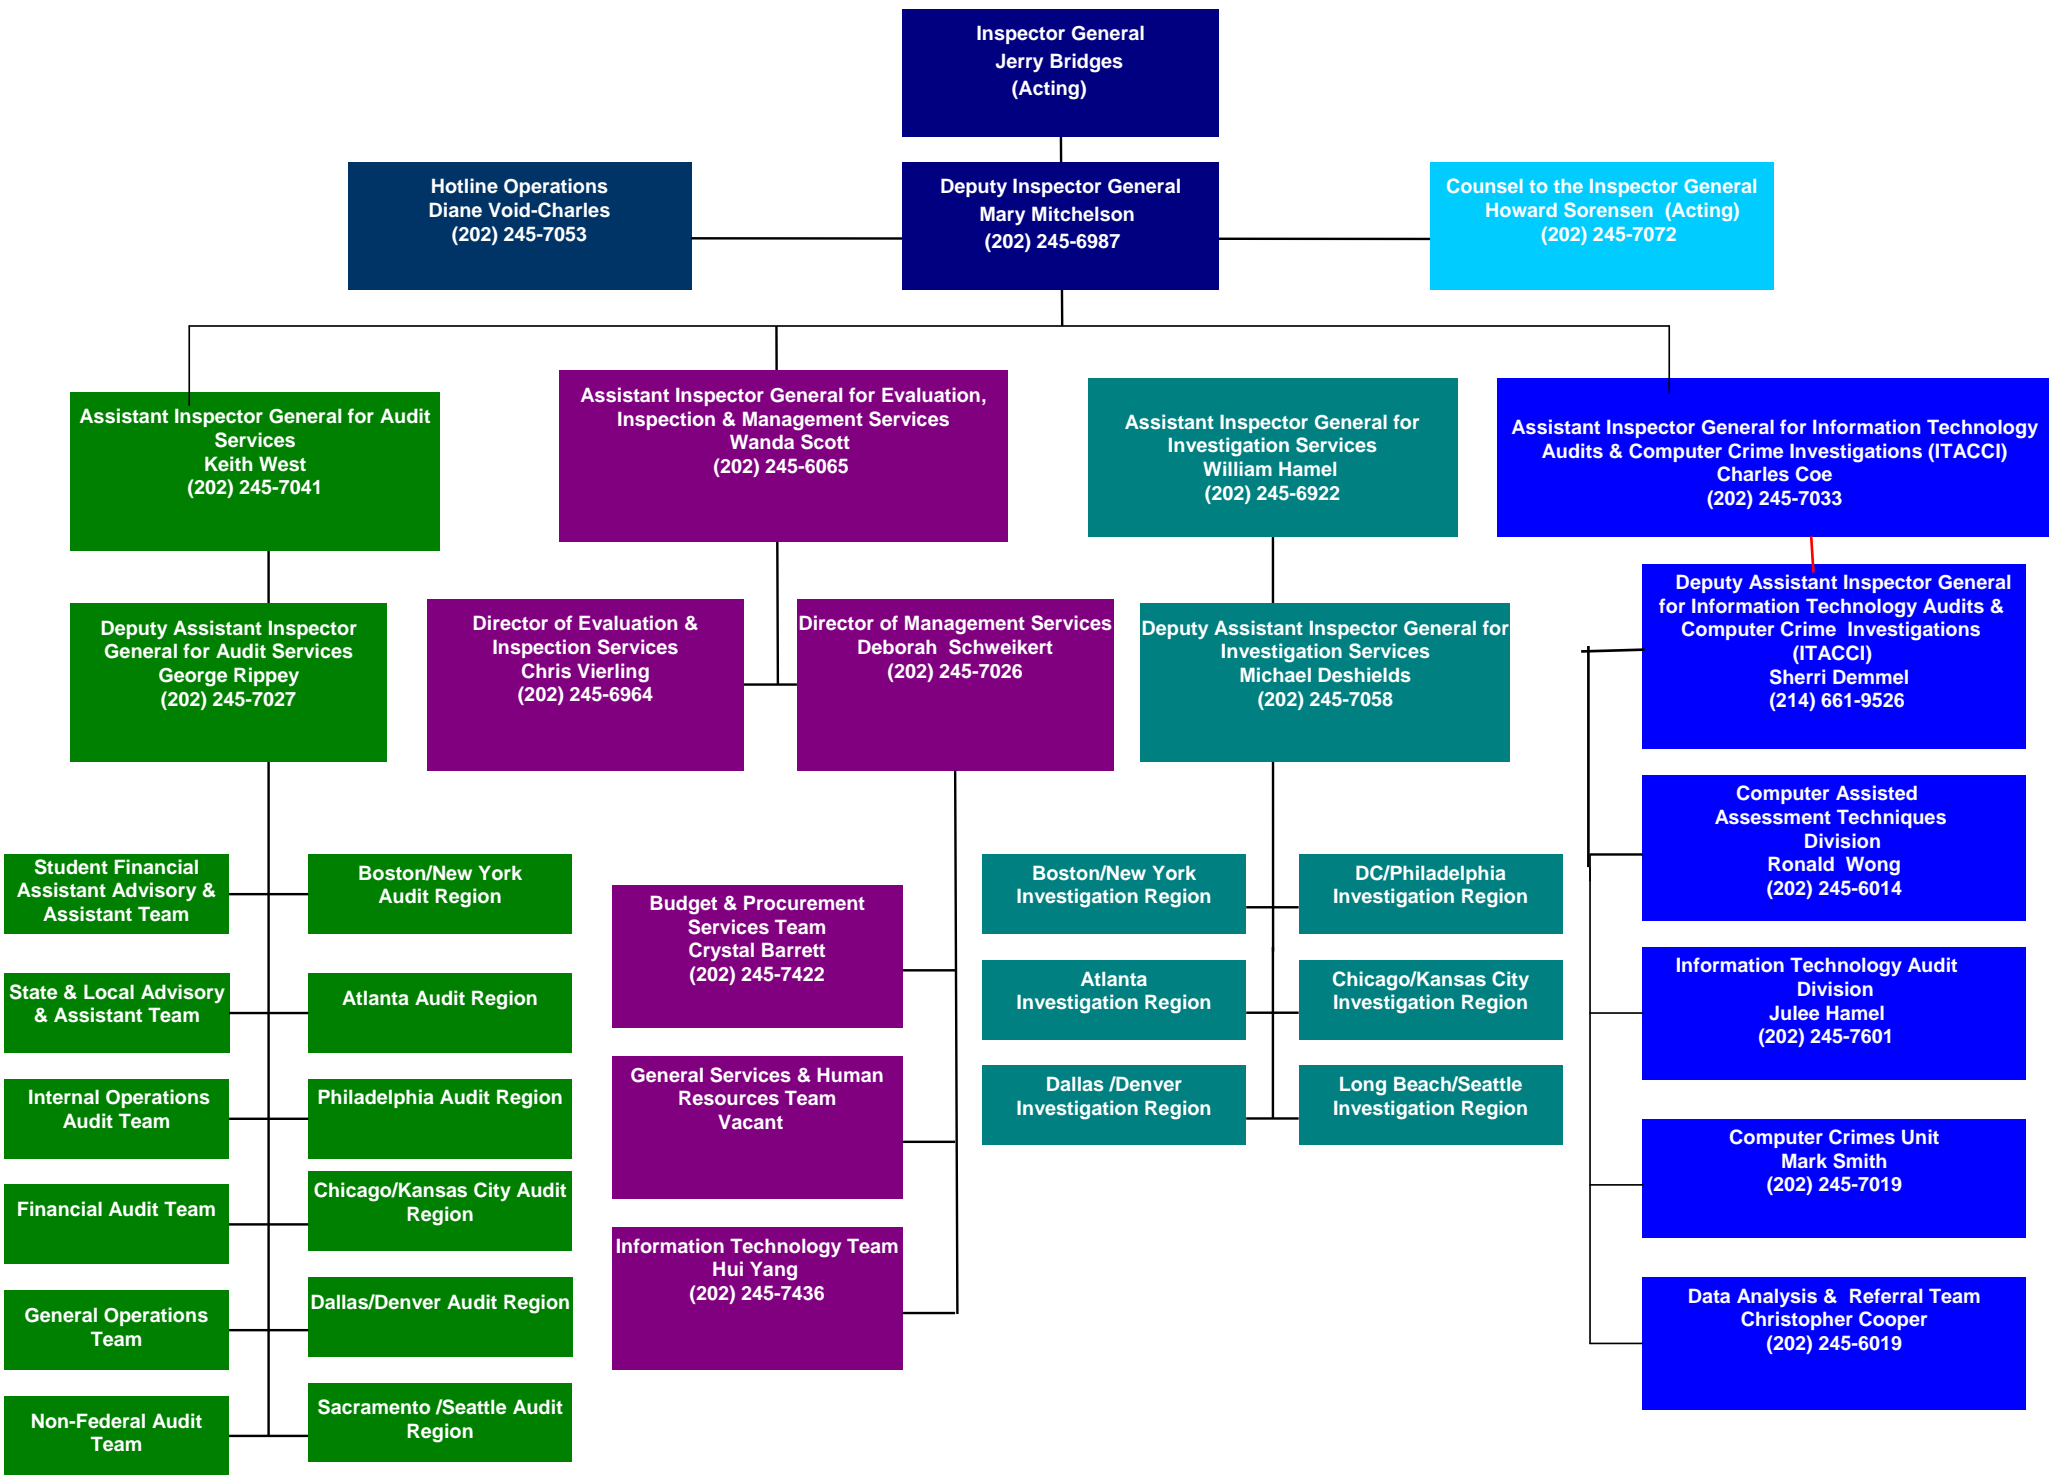 Inspector General
Jerry Bridges
(Acting)
Hotline Operations
Diane Void-Charles
(202) 245-7053
Deputy Inspector General
Mary Mitchelson
(202) 245-6987
Counsel to the Inspector General
Howard Sorensen (Acting)
(202) 245-7072
Assistant Inspector General for Audit
Services
Keith West
(202) 245-7041
Assistant Inspector General for Evaluation,
Inspection & Management Services
Wanda Scott
(202) 245-6065
Assistant Inspector General for
Investigation Services
William Hamel
(202) 245-6922
Assistant Inspector General for Information Technology
Audits & Computer Crime Investigations (ITACCI)
Charles Coe
(202) 245-7033
Deputy Assistant Inspector
General for Audit Services
George Rippey
(202) 245-7027
Director of Evaluation &
Inspection Services
Chris Vierling
(202) 245-6964
Director of Management Services
Deborah Schweikert
(202) 245-7026
Deputy Assistant Inspector General for
Investigation Services
Michael Deshields
(202) 245-7058
Deputy Assistant Inspector General
for Information Technology Audits &
Computer Crime Investigations
(ITACCI)
Sherri Demmel
(214) 661-9526
Student Financial
Assistant Advisory &
Assistant Team
Boston/New York
Audit Region
State & Local Advisory
& Assistant Team
Atlanta Audit Region
Internal Operations
Audit Team
Philadelphia Audit Region
Financial Audit Team
Chicago/Kansas City Audit
Region
General Operations
Team
Dallas/Denver Audit Region
Non-Federal Audit
Team
Sacramento /Seattle Audit
Region
Budget & Procurement
Services Team
Crystal Barrett
(202) 245-7422
General Services & Human
Resources Team
Vacant
Information Technology Team
Hui Yang
(202) 245-7436
Boston/New York
Investigation Region
DC/Philadelphia
Investigation Region
Atlanta
Investigation Region
Chicago/Kansas City
Investigation Region
Dallas /Denver
Investigation Region
Long Beach/Seattle
Investigation Region
Computer Assisted
Assessment Techniques
Division
Ronald Wong
(202) 245-6014
Information Technology Audit
Division
Julee Hamel
(202) 245-7601
Computer Crimes Unit
Mark Smith
(202) 245-7019
Data Analysis & Referral Team
Christopher Cooper
(202) 245-6019